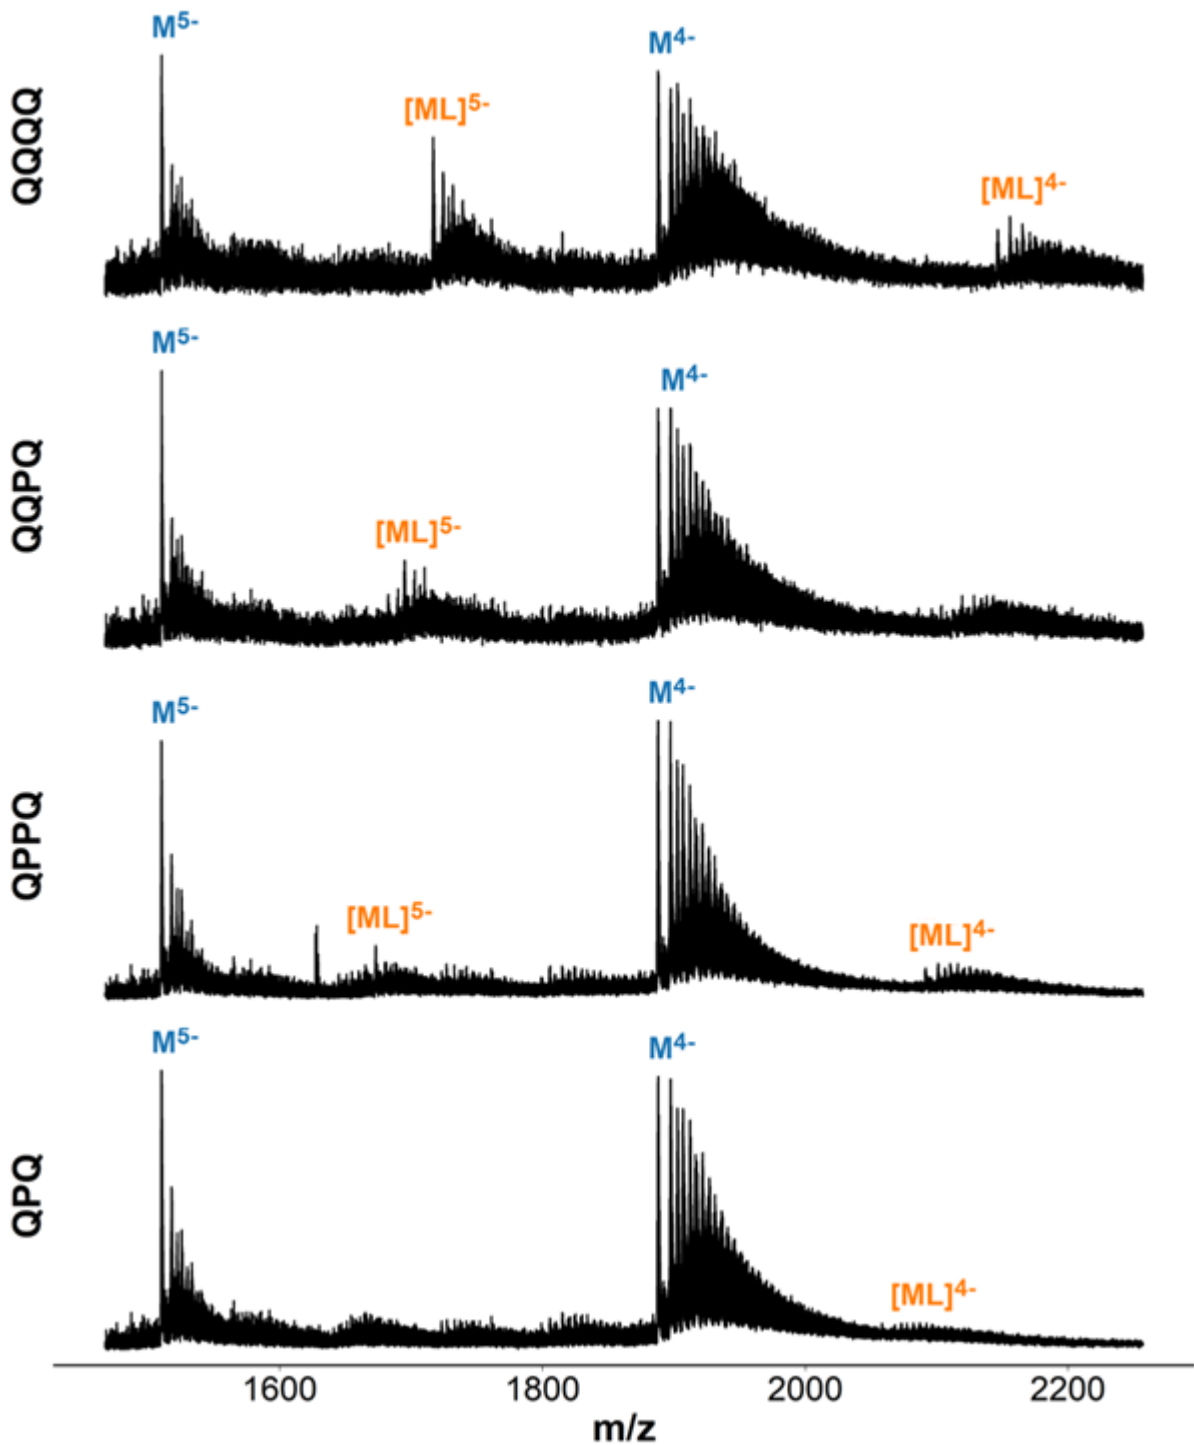 QQQQ
M5-
[ML]5-
M4-
[ML]4-
QQPQ
M5-
[ML]5-
M4-
QPPQ
M5-
[ML]5-
M4-
[ML]4-
QPQ
M5-
M4-
[ML]4-
1600 1800 2000 2200
m/z